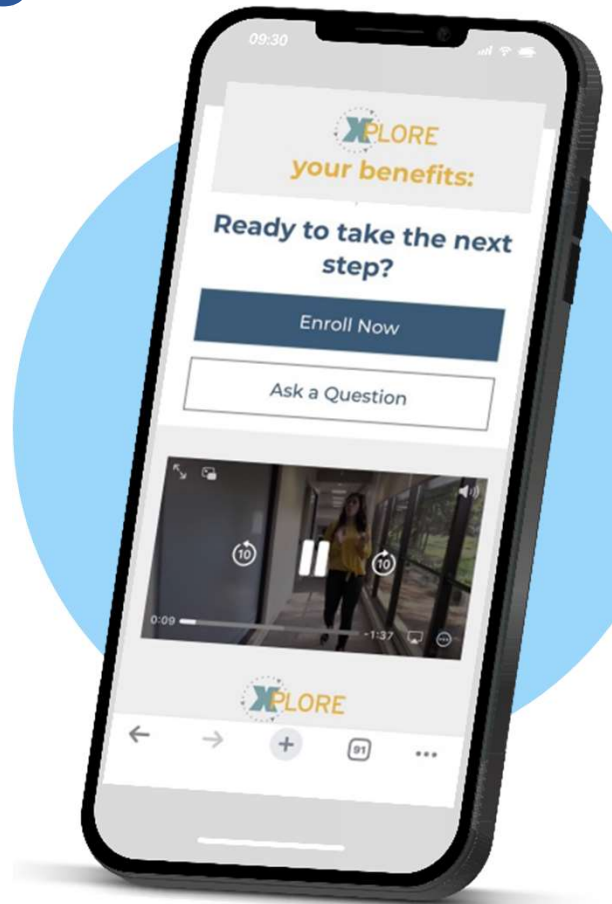 09:30
XPLORE
your benefits:
Ready to take the next
step?
Enroll Now
Ask a Question
10
10
0:09
-1:37
XPLORE
91